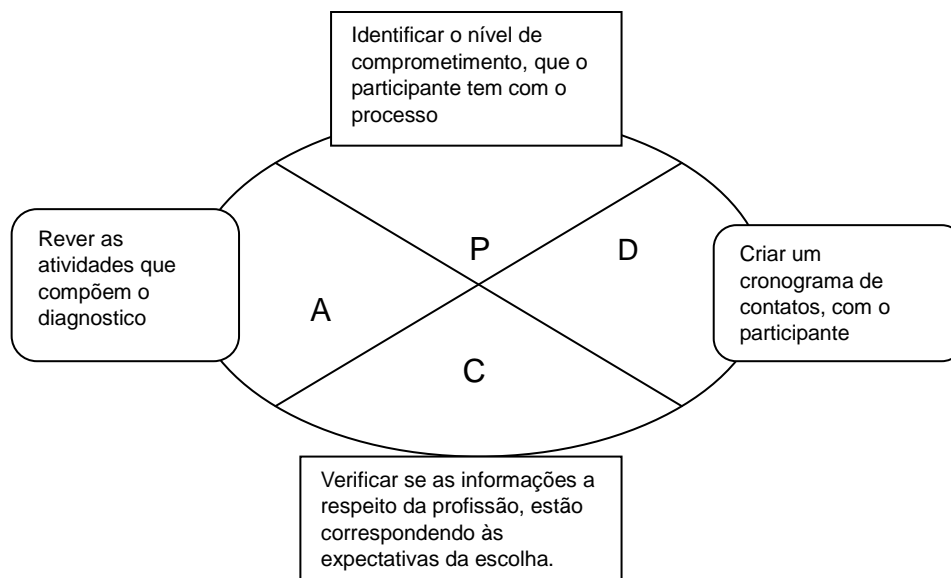 Identificar o nível de
comprometimento, que o
participante tem com o
processo
Rever as
atividades que
compõem o
diagnostico
P
D
A
C
Criar um
cronograma de
contatos, com o
participante
Verificar se as informações a
respeito da profissão, estão
correspondendo às
expectativas da escolha.